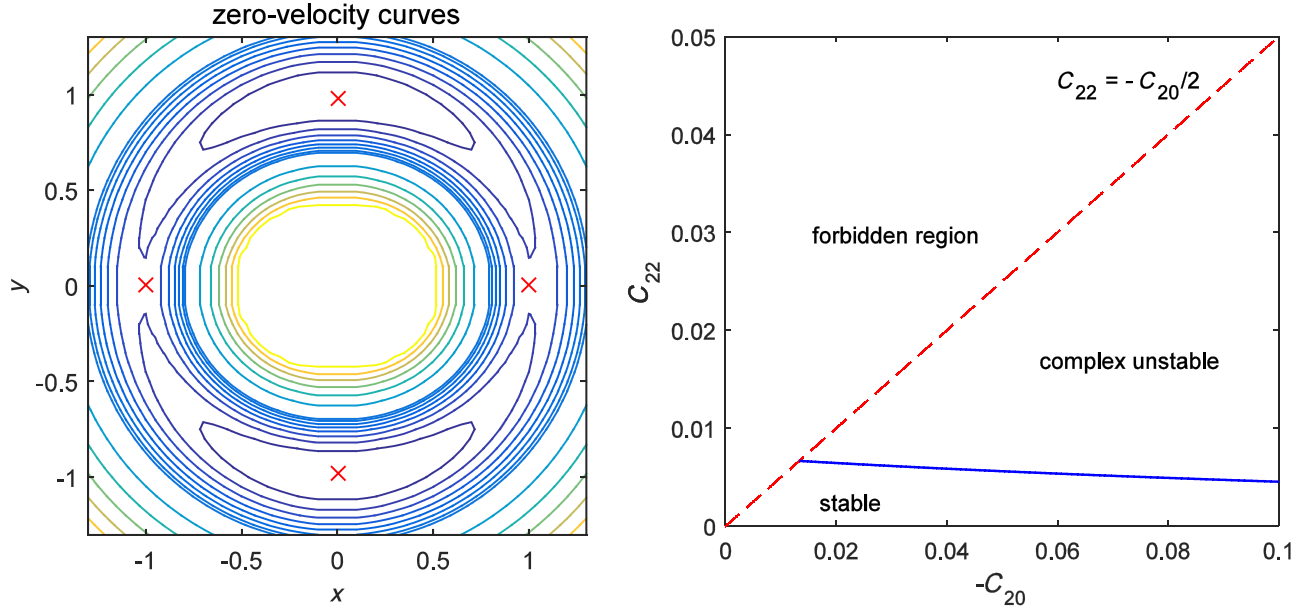 zero-velocity curves
1
0.5
0
-0.5
-1
y
-1
-0.5
0
0.5
1
x
0.05
0.04
0.03
0.02
0.01
0
C22
C22 = - C20/2
forbidden region
complex unstable
stable
0
0.02
0.04
0.06
0.08
0.1
-C20